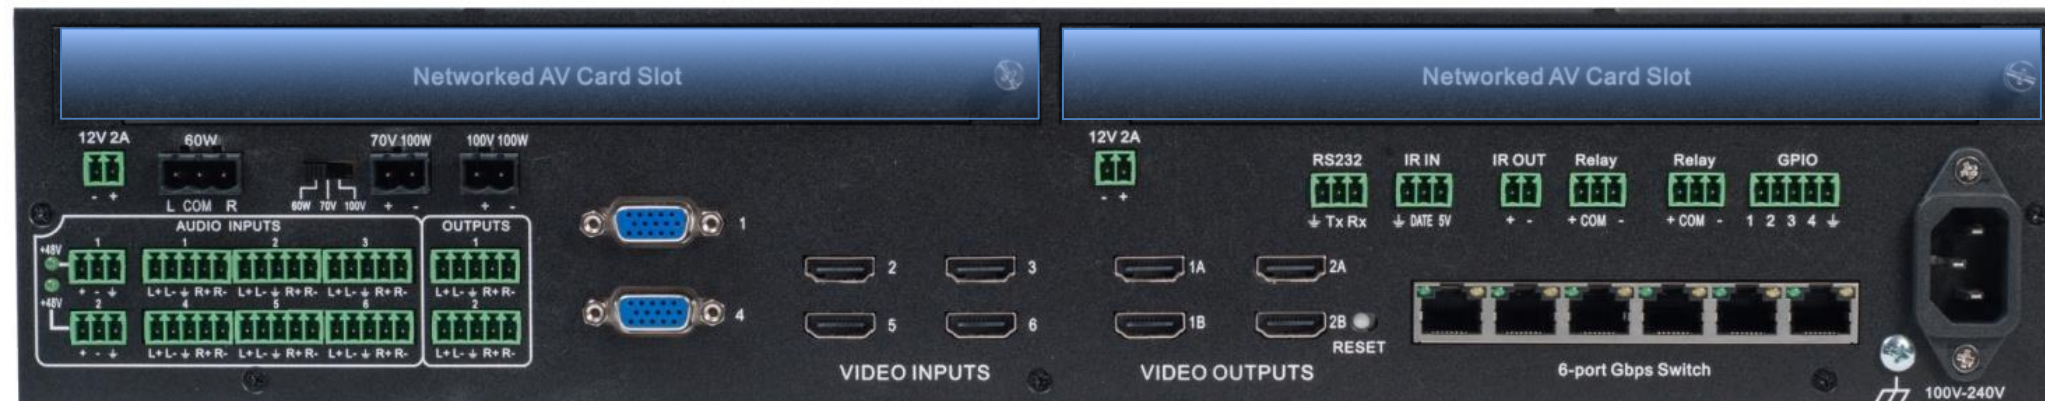 Networked AV Card Slot
Networked AV Card Slot
12V 2A
60W
70V 100W
100V 100W
12V 2A
RS232
IR IN
IR OUT
Relay
Relay
GPIO
- +
L COM R
60W 70V 100V
+ -
+ -
- +
⏚ Tx Rx
⏚ DATE 5V
+ -
+ COM -
+ COM -
1 2 3 4 ⏚
AUDIO INPUTS
OUTPUTS
1
1
2
3
1
+48V
+ - ⏚
L+ L- ⏚ R+ R-
L+ L- ⏚ R+ R-
L+ L- ⏚ R+ R-
L+ L- ⏚ R+ R-
+48V
2
4
5
6
2
+ - ⏚
L+ L- ⏚ R+ R-
L+ L- ⏚ R+ R-
L+ L- ⏚ R+ R-
L+ L- ⏚ R+ R-
1
2
3
4
5
6
VIDEO INPUTS
1A
2A
1B
2B
RESET
VIDEO OUTPUTS
6-port Gbps Switch
100V-240V